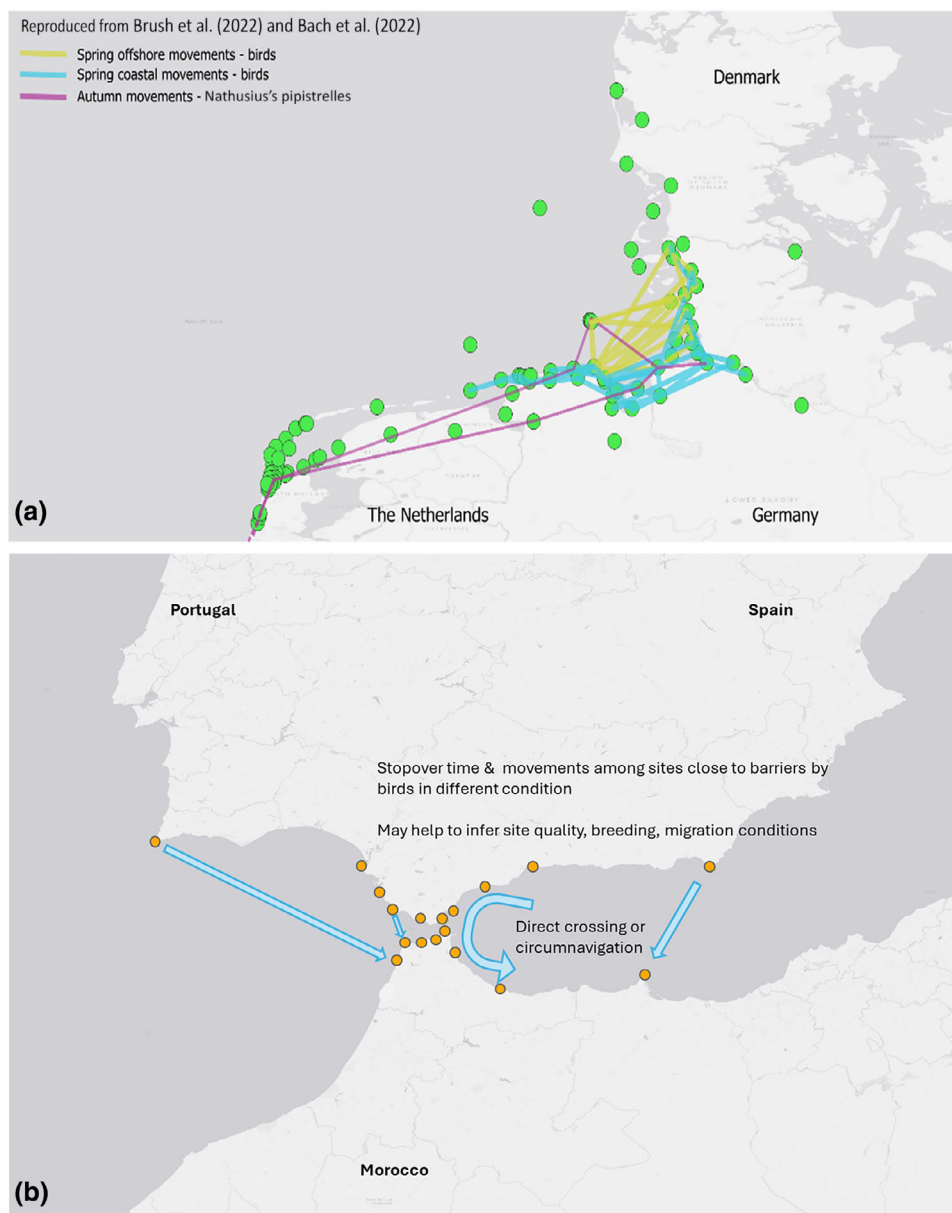 Reproduced from Brush et al. (2022) and Bach et al. (2022)
Spring offshore movements - birds
Spring coastal movements - birds
Autumn movements - Nathusius's pipistrelles
Denmark
LOWER SAXONY
The Netherlands
Germany
(a)
Portugal
Spain
Stopover time & movements among sites close to barriers by
birds in different condition
May help to infer site quality, breeding, migration conditions
Direct crossing or
circumnavigation
Morocco
(b)